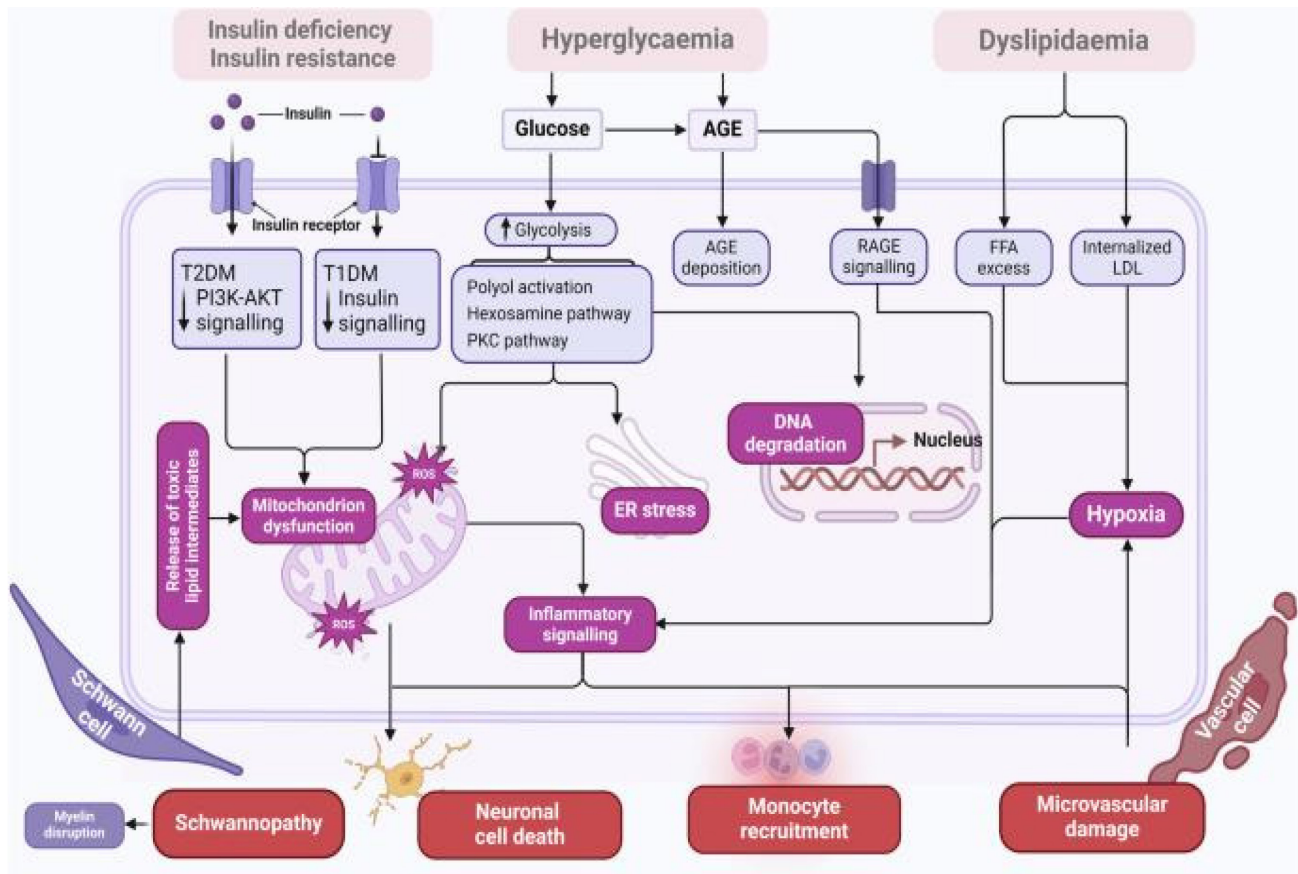 Insulin deficiency
Insulin resistance
Hyperglycaemia
Dyslipidaemia
Insulin
Glucose
AGE
Insulin receptor
Glycolysis
AGE
deposition
RAGE
signalling
FFA
excess
Internalized
LDL
T2DM
PI3K-AKT
signalling
T1DM
Insulin
signalling
Polyol activation
Hexosamine pathway
PKC pathway
DNA
degradation
Nucleus
Release of toxic
lipid intermediates
ROS
Mitochondrion
dysfunction
ER stress
Hypoxia
Inflammatory
signalling
ROS
Schwann
cell
Vascular
cell
Myelin
disruption
Schwannopathy
Neuronal
cell death
Monocyte
recruitment
Microvascular
damage